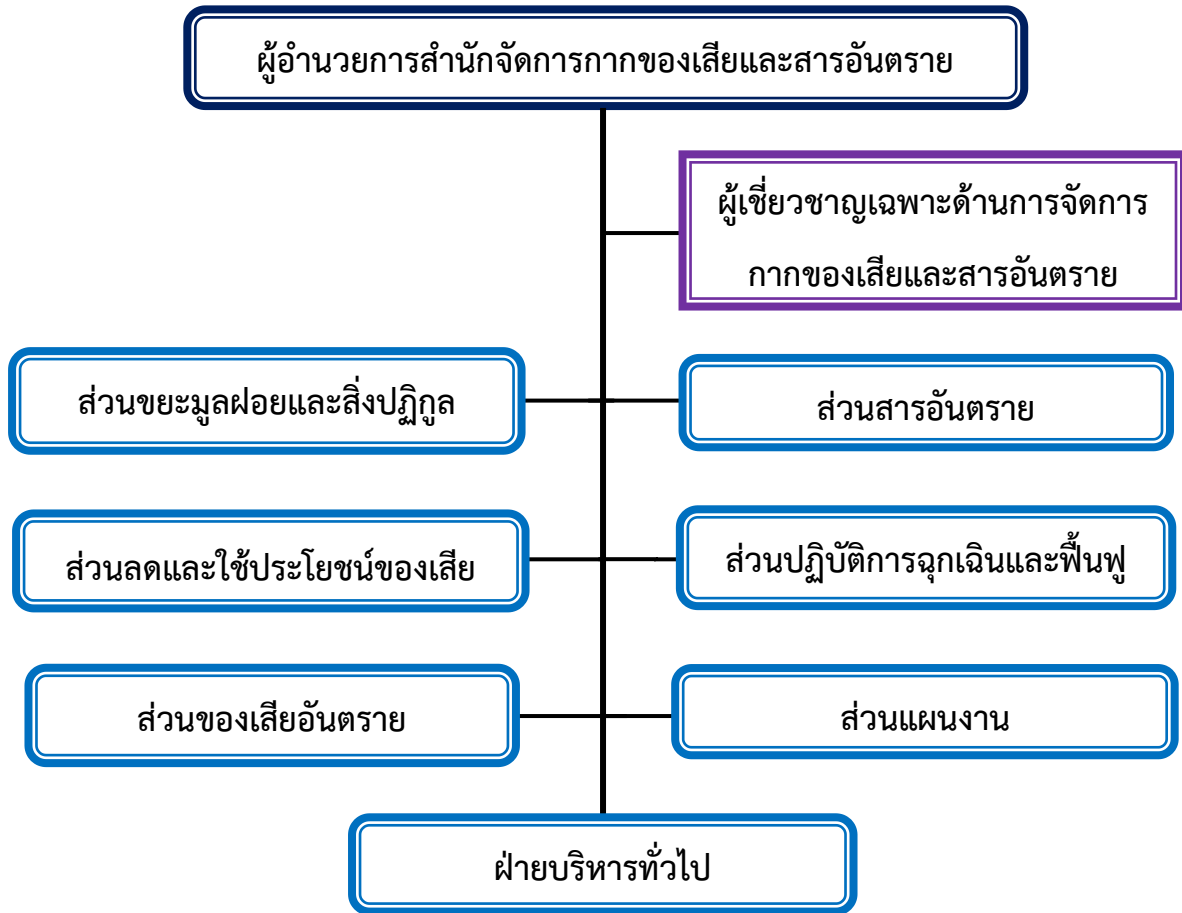 ผู้อำนวยการสำนักจัดการกากของเสียและสารอันตราย
ผู้เชี่ยวชาญเฉพาะด้านการจัดการ
กากของเสียและสารอันตราย
ส่วนขยะมูลฝอยและสิ่งปฏิกูล
ส่วนสารอันตราย
ส่วนลดและใช้ประโยชน์ของเสีย
ส่วนปฏิบัติการฉุกเฉินและฟื้นฟู
ส่วนของเสียอันตราย
ส่วนแผนงาน
ฝ่ายบริหารทั่วไป